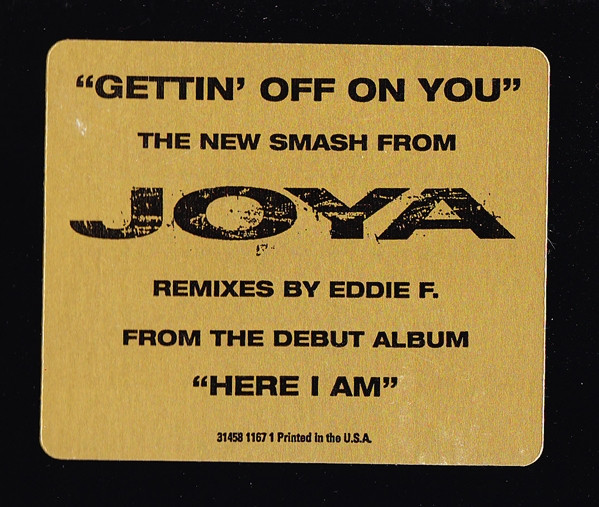 “GETTIN’ OFF ON YOU”
THE NEW SMASH FROM
JOYA
REMIXES BY EDDIE F.
FROM THE DEBUT ALBUM
“HERE I AM”
31458 1167 1 Printed in the U.S.A.